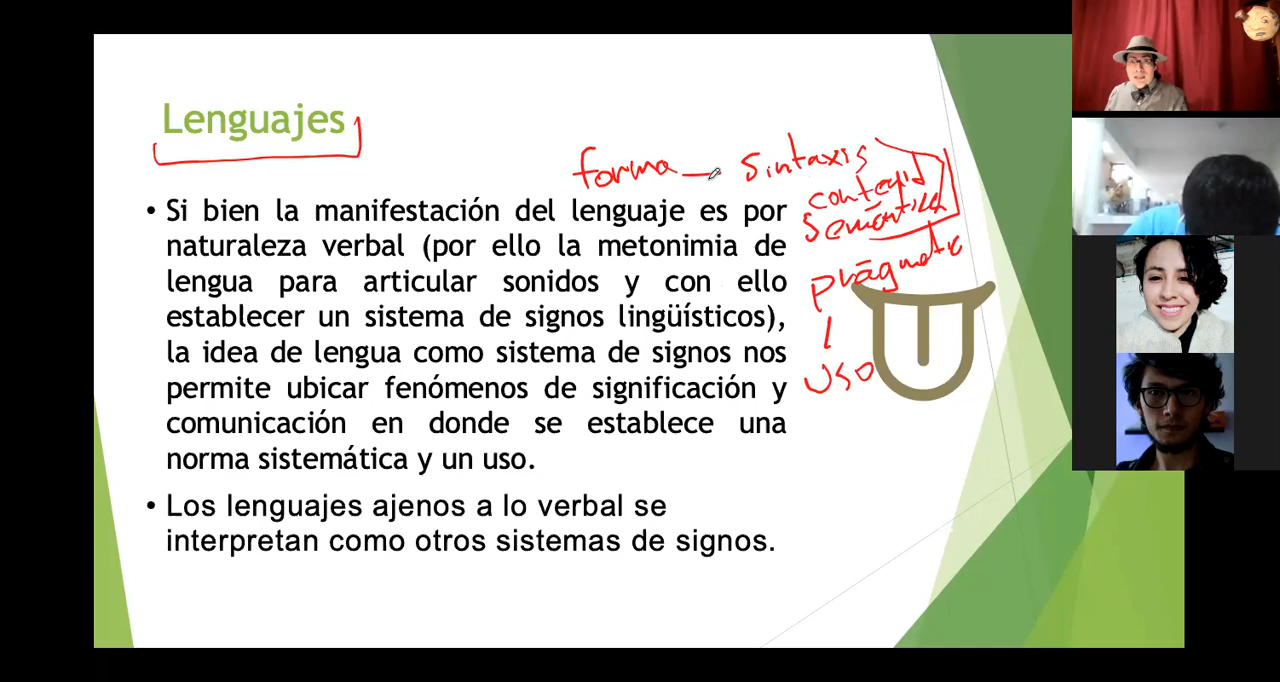 Lenguajes
forma — sintaxis
contenid
Semántica
• Si bien la manifestación del lenguaje es por
naturaleza verbal (por ello la metonimia de
lengua para articular sonidos y con ello
establecer un sistema de signos lingüísticos),
la idea de lengua como sistema de signos nos
permite ubicar fenómenos de significación y
comunicación en donde se establece una
norma sistemática y un uso.
prágmatic
uso
• Los lenguajes ajenos a lo verbal se
interpretan como otros sistemas de signos.